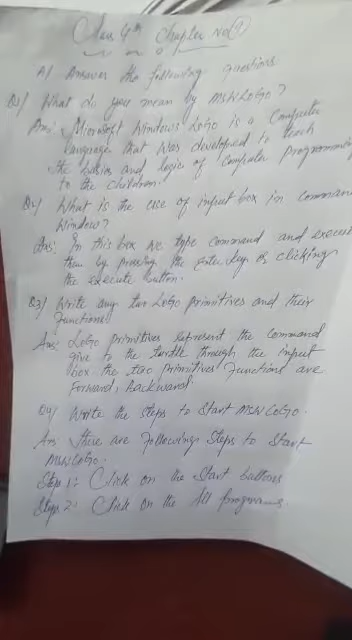 Class 4th Chapter No (9)
A) Answer the following questions
Q1) What do you mean by MSWLOGO?
Ans: Microsoft Windows LOGO is a Computer
language that was developed to teach
the basics and logic of computer programming
to the children.
Q2) What is the use of input box in command
window?
Ans: In this box we type command and execute
them by pressing the enter key or clicking
the execute button.
Q3) Write any two LOGO primitives and their
functions
Ans: LOGO primitives represent the command
give to the turtle through the input
box. the two primitives functions are
Forward, Backward.
Q4) Write the steps to start MSWLOGO.
Ans there are following steps to start
MSWLOGO.
Step 1: Click on the Start buttons
Step 2: Click on the All programs.